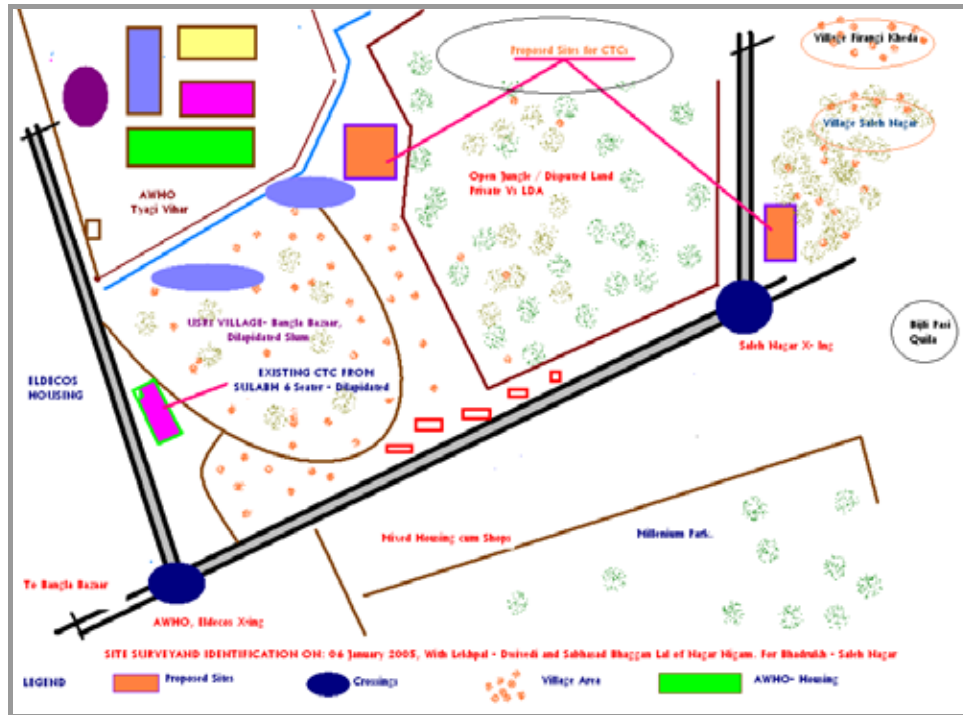 Proposed Sites for CTCs
Village Firangi Kheda
Village Saleh Nagar
AWHO
Tyagi Vihar
Open Jungle / Disputed Land
Private Vs LDA
USRI VILLAGE- Bangla Bazaar,
Dilapidated Slum
EXISTING CTC FROM
SULABH 6 Seater - Dilapidated
ELDECOS
HOUSING
Saleh Nagar X- ing
Bijli Pasi
Quila
Mixed Housing cum Shops
Millenium Park.
To Bangla Bazaar
AWHO, Eldecos X-ing
SITE SURVEYAND IDENTIFICATION ON: 06 January 2005, With Lekhpal - Dwivedi and Sabhasad Bhaggan Lal of Nagar Nigam. For Bhadrukh - Saleh Nagar
LEGEND
Proposed Sites
Crossings
Village Area
AWHO- Housing